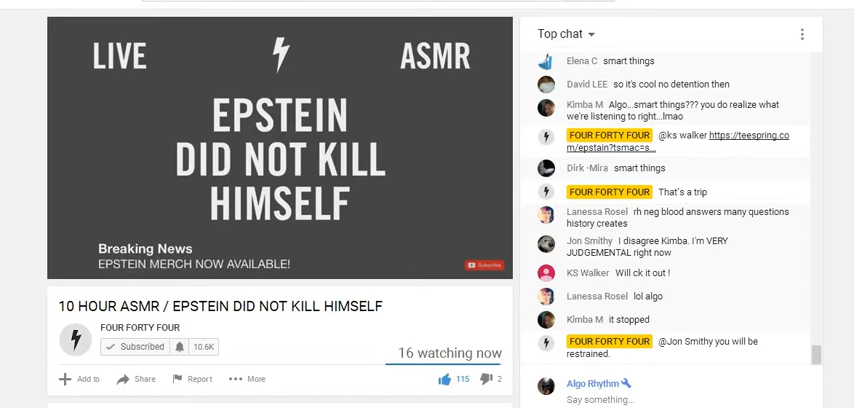 LIVE
ASMR
EPSTEIN
DID NOT KILL
HIMSELF
Breaking News
EPSTEIN MERCH NOW AVAILABLE!
Subscribe
10 HOUR ASMR / EPSTEIN DID NOT KILL HIMSELF
FOUR FORTY FOUR
Subscribed 10.6K
16 watching now
Add to Share Report More 115 2
Top chat
Elena C smart things
David LEE so it's cool no detention then
Kimba M Algo...smart things??? you do realize what
we're listening to right...lmao
FOUR FORTY FOUR @ks walker https://teespring.co
m/epstain?tsmac=s...
Dirk -Mira smart things
FOUR FORTY FOUR That's a trip
Lanessa Rosel rh neg blood answers many questions
history creates
Jon Smithy I disagree Kimba. I'm VERY
JUDGEMENTAL right now
KS Walker Will ck it out !
Lanessa Rosel lol algo
Kimba M it stopped
FOUR FORTY FOUR @Jon Smithy you will be
restrained.
Algo Rhythm
Say something...